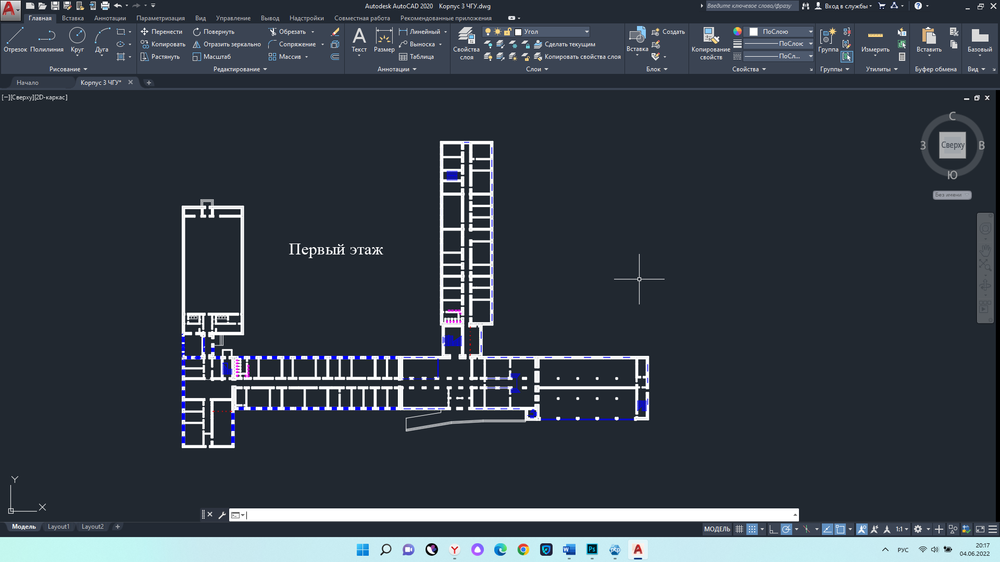 Autodesk AutoCAD 2020 Корпус 3 ЧГУ.dwg
Введите ключевое слово/фразу
Вход в службы
Главная Вставка Аннотации Параметризация Вид Управление Вывод Надстройки Совместная работа Рекомендованные приложения
Отрезок Полилиния Круг Дуга
Рисование
Перенести Повернуть Обрезать
Копировать Отразить зеркально Сопряжение
Растянуть Масштаб Массив
Редактирование
Текст Размер
Линейный
Выноска
Таблица
Аннотации
Свойства слоя
Угол
Сделать текущим
Копировать свойства слоя
Слои
Вставка
Создать
Блок
Копирование свойств
ПоСлою
ПоСлою
ПоСл...
Свойства
Группа
Группы
Измерить
Утилиты
Вставить
Буфер обмена
Базовый
Вид
Начало Корпус 3 ЧГУ*
[−][Сверху][2D-каркас]
С
З Сверху В
Ю
Без имени
Первый этаж
Y
X
Модель Layout1 Layout2
МОДЕЛЬ 1:1
РУС
20:17
04.06.2022